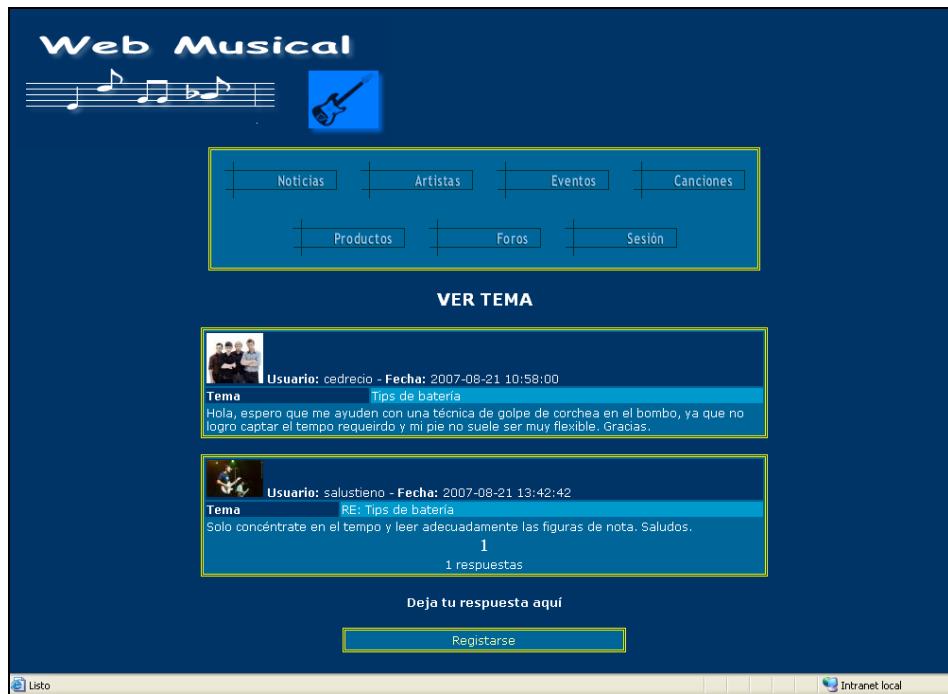 Web Musical
Noticias Artistas Eventos Canciones
Productos Foros Sesión
VER TEMA
Usuario: cedrecio - Fecha: 2007-08-21 10:58:00
Tema Tips de batería
Hola, espero que me ayuden con una técnica de golpe de corchea en el bombo, ya que no
logro captar el tempo requeirdo y mi pie no suele ser muy flexible. Gracias.
Usuario: salustieno - Fecha: 2007-08-21 13:42:42
Tema RE: Tips de batería
Solo concéntrate en el tempo y leer adecuadamente las figuras de nota. Saludos.
1
1 respuestas
Deja tu respuesta aquí
Registarse
Listo Intranet local